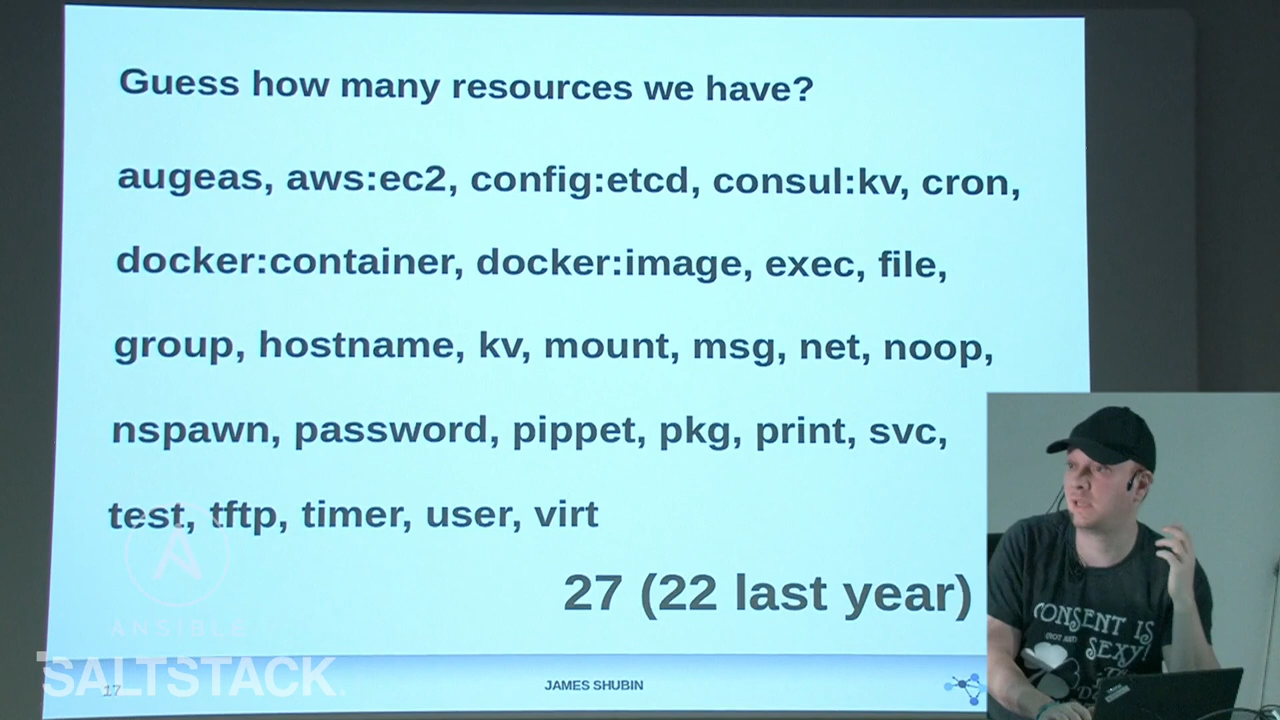 Guess how many resources we have?
augeas, aws:ec2, config:etcd, consul:kv, cron,
docker:container, docker:image, exec, file,
group, hostname, kv, mount, msg, net, noop,
nspawn, password, pippet, pkg, print, svc,
test, tftp, timer, user, virt
27 (22 last year)
ANSIBLE
SALTSTACK
17
JAMES SHUBIN
CONSENT IS
SEXY!